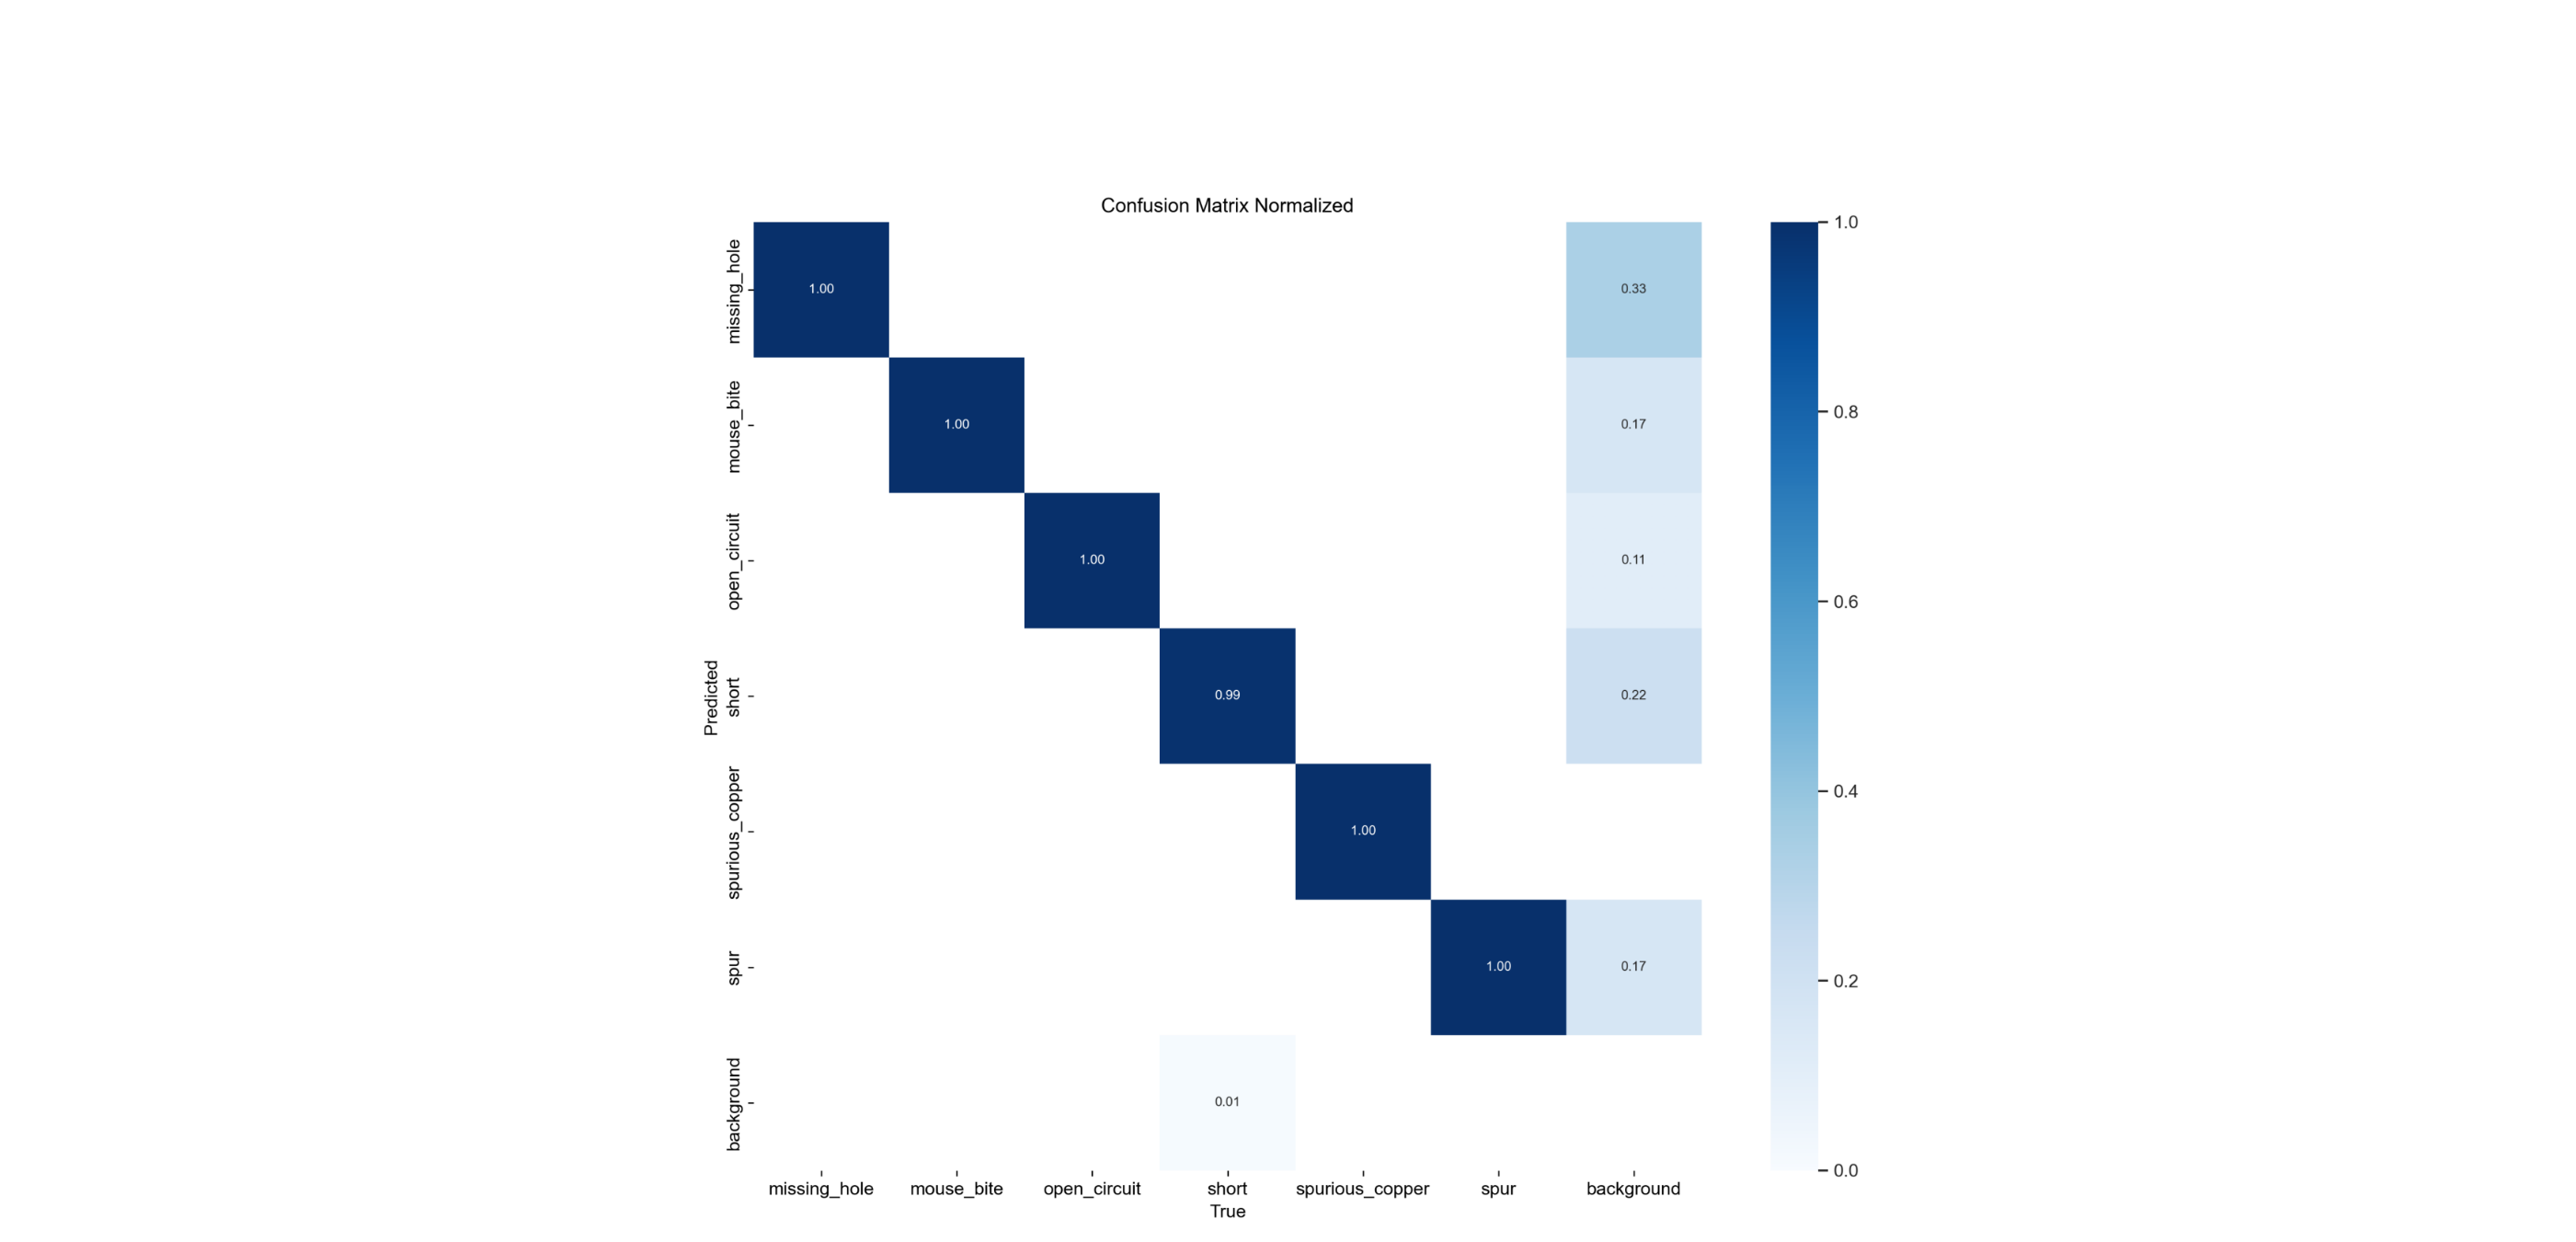 Confusion Matrix Normalized
missing_hole
1.00
0.33
1.0
mouse_bite
1.00
0.17
0.8
open_circuit
1.00
0.11
0.6
Predicted
short
0.99
0.22
0.4
spurious_copper
1.00
spur
1.00
0.17
0.2
background
0.01
0.0
missing_hole mouse_bite open_circuit short spurious_copper spur background
True